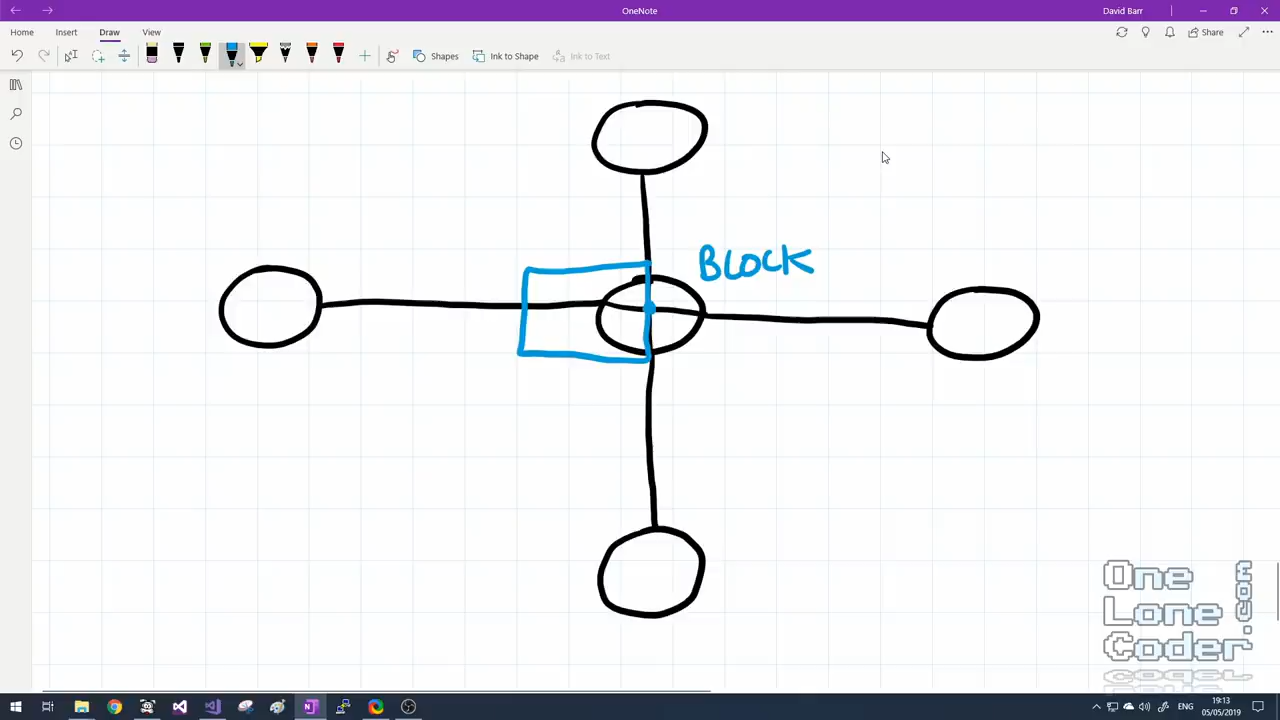 OneNote
David Barr
Home Insert Draw View
Share
Shapes Ink to Shape Ink to Text
BLOCK
One
Lone
Coder
.com
ENG
19:13
05/05/2019